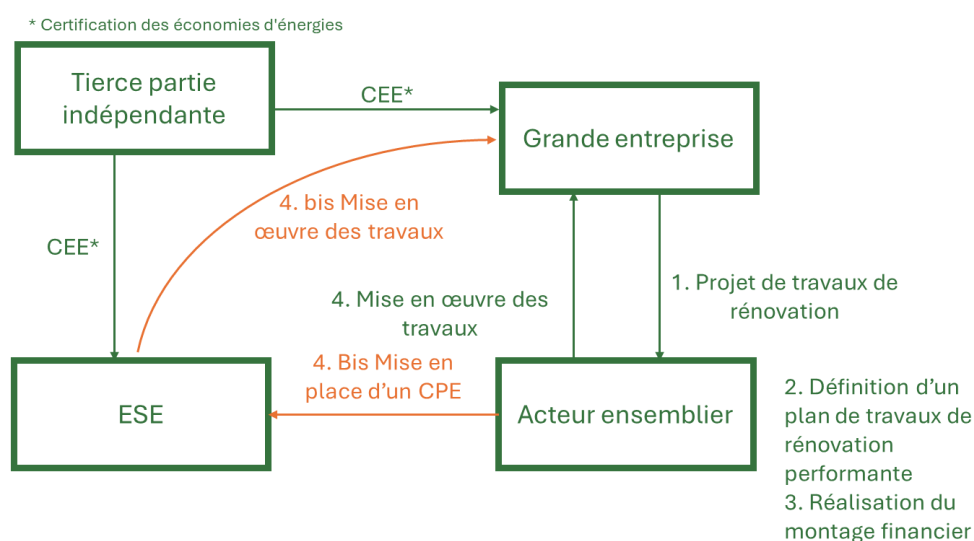 * Certification des économies d'énergies
Tierce partie
indépendante
CEE*
Grande entreprise
4. bis Mise en
œuvre des travaux
CEE*
1. Projet de travaux de
rénovation
4. Mise en œuvre des
travaux
4. Bis Mise en
place d’un CPE
ESE
Acteur ensemblier
2. Définition d’un
plan de travaux de
rénovation
performante
3. Réalisation du
montage financier